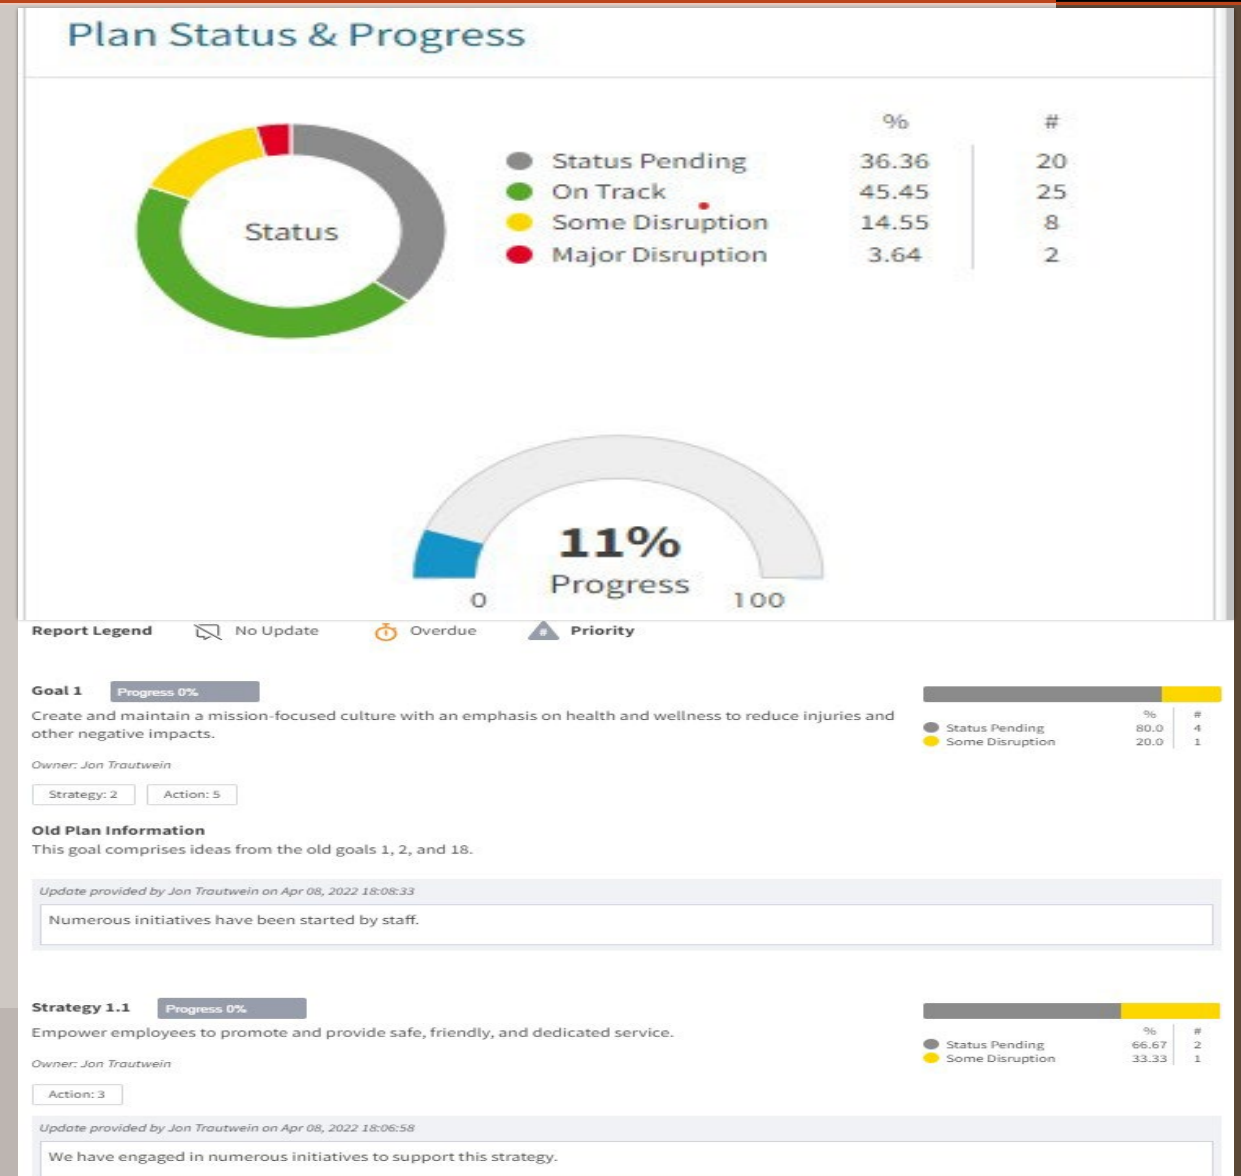 Plan Status & Progress
% #
Status Pending 36.36 20
On Track 45.45 25
Some Disruption 14.55 8
Major Disruption 3.64 2
Status
11%
Progress
0 100
Report Legend No Update Overdue # Priority
Goal 1 Progress 0%
Create and maintain a mission-focused culture with an emphasis on health and wellness to reduce injuries and
other negative impacts.
% #
Status Pending 80.0 4
Some Disruption 20.0 1
Owner: Jon Trautwein
Strategy: 2 Action: 5
Old Plan Information
This goal comprises ideas from the old goals 1, 2, and 18.
Update provided by Jon Trautwein on Apr 08, 2022 18:08:33
Numerous initiatives have been started by staff.
Strategy 1.1 Progress 0%
Empower employees to promote and provide safe, friendly, and dedicated service.
% #
Status Pending 66.67 2
Some Disruption 33.33 1
Owner: Jon Trautwein
Action: 3
Update provided by Jon Trautwein on Apr 08, 2022 18:06:58
We have engaged in numerous initiatives to support this strategy.